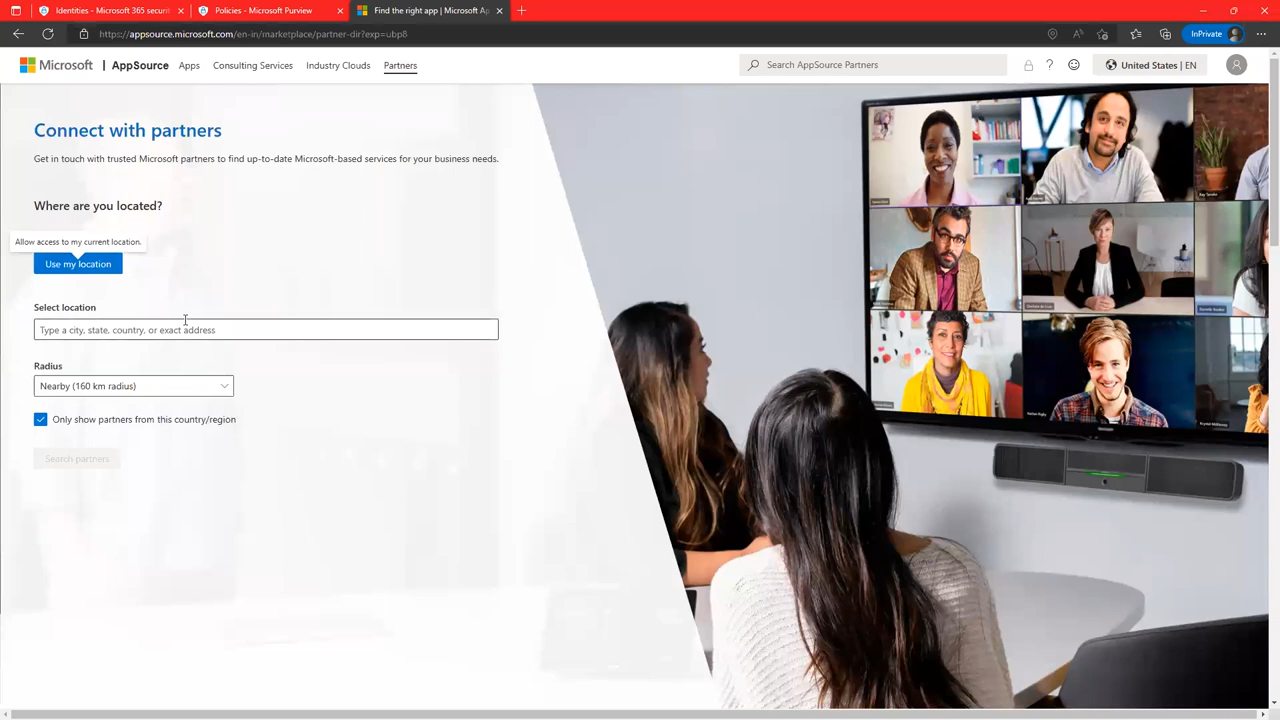 Identities - Microsoft 365 securi
Policies - Microsoft Purview
Find the right app | Microsoft Ap
https://appsource.microsoft.com/en-in/marketplace/partner-dir?exp=ubp8
InPrivate
Microsoft
AppSource
Apps
Consulting Services
Industry Clouds
Partners
Search AppSource Partners
United States | EN
Connect with partners
Get in touch with trusted Microsoft partners to find up-to-date Microsoft-based services for your business needs.
Where are you located?
Allow access to my current location.
Use my location
Select location
Type a city, state, country, or exact address
Radius
Nearby (160 km radius)
Only show partners from this country/region
Search partners